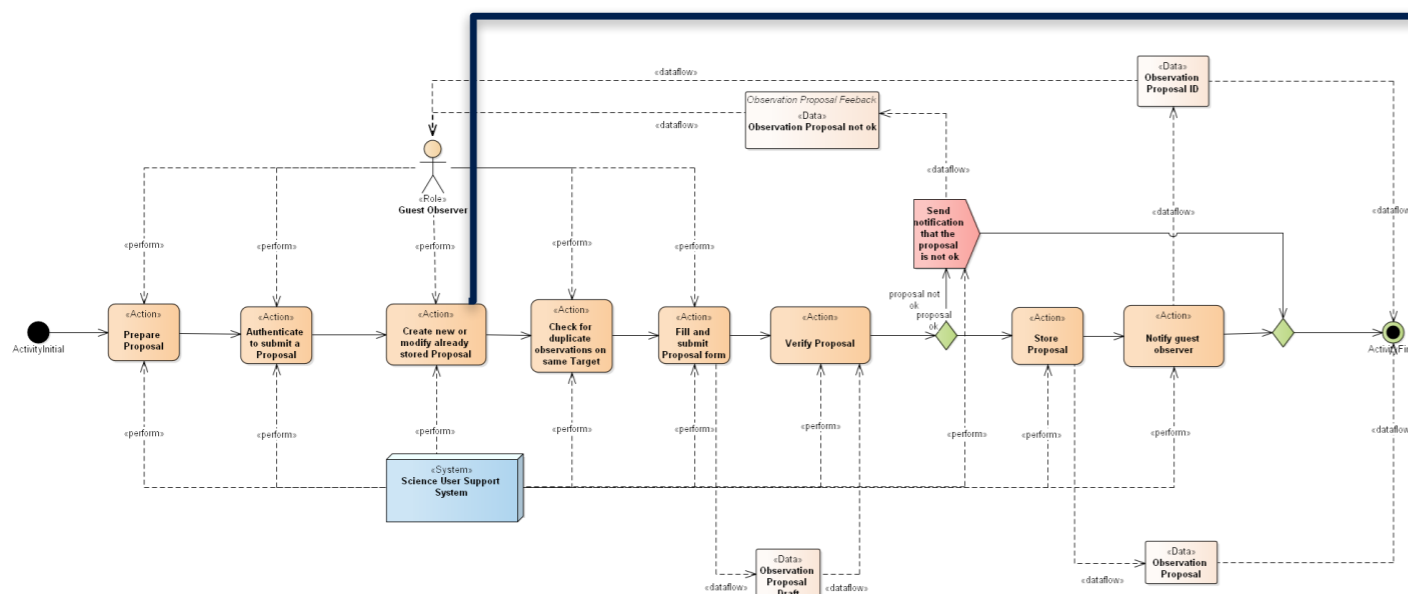 «dataflow»
«Data»
Observation
Proposal ID
Observation Proposal Feeback
«Data»
Observation Proposal not ok
«dataflow»
«dataflow»
«Role»
Guest Observer
Send
notification
that the
proposal
is not ok
«dataflow»
«dataflow»
«perform»
«perform»
«perform»
«perform»
«perform»
proposal not
ok
proposal
ok
ActivityInitial
«Action»
Prepare
Proposal
«Action»
Authenticate
to submit a
Proposal
«Action»
Create new or
modify already
stored Proposal
«Action»
Check for
duplicate
observations on
same Target
«Action»
Fill and
submit
Proposal form
«Action»
Verify Proposal
«Action»
Store
Proposal
«Action»
Notify guest
observer
«perform»
«perform»
«perform»
«perform»
«perform»
«perform»
«perform»
«perform»
«perform»
«dataflow
«System»
Science User Support
System
«Data»
Observation
Proposal
Draft
«dataflow»
«dataflow»
«Data»
Observation
Proposal
«dataflow»